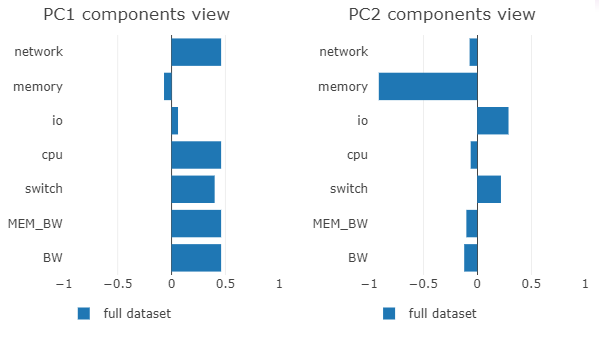 PC1 components view
network
memory
io
cpu
switch
MEM_BW
BW
−1 −0.5 0 0.5 1
full dataset
PC2 components view
network
memory
io
cpu
switch
MEM_BW
BW
−1 −0.5 0 0.5 1
full dataset